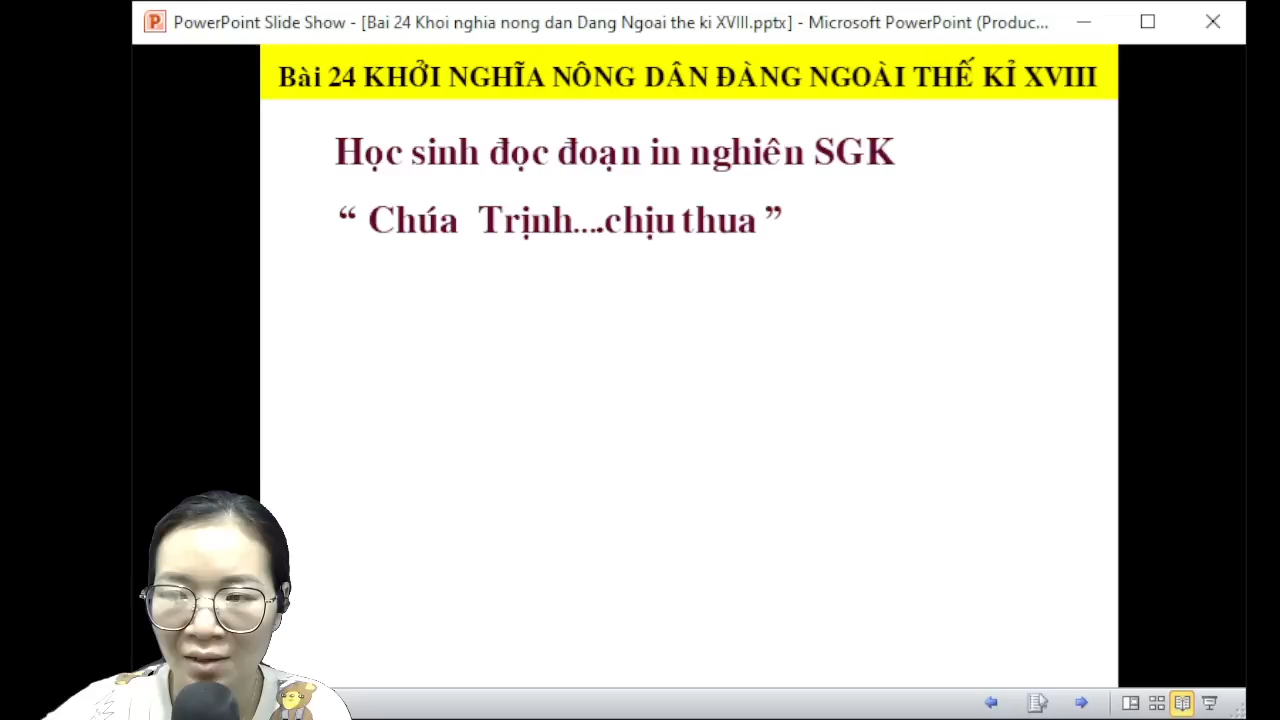 PowerPoint Slide Show - [Bai 24 Khoi nghia nong dan Dang Ngoai the ki XVIII.pptx] - Microsoft PowerPoint (Produc...
Bài 24 KHỞI NGHĨA NÔNG DÂN ĐÀNG NGOÀI THẾ KỈ XVIII
Học sinh đọc đoạn in nghiên SGK
“ Chúa Trịnh....chịu thua ”